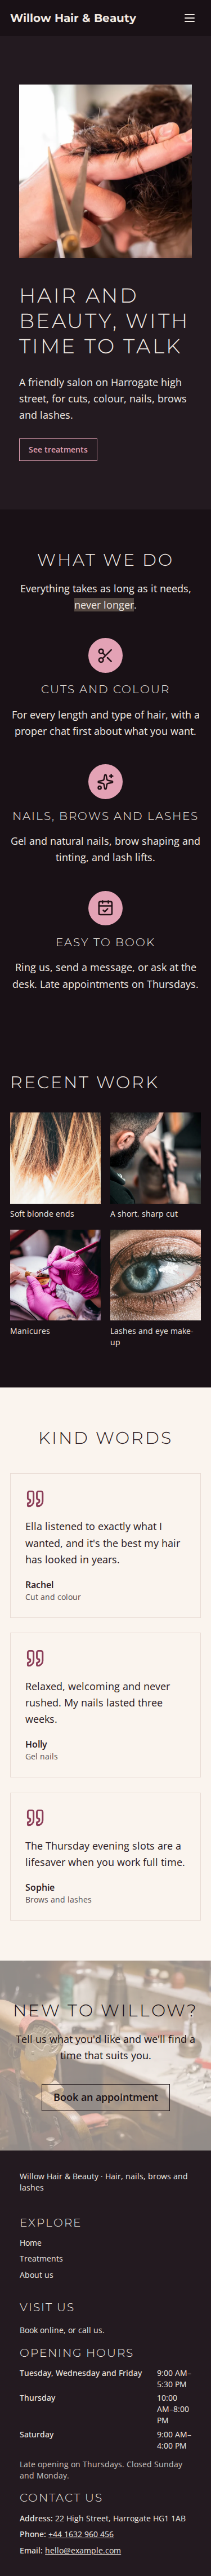 Willow Hair & Beauty
HAIR AND
BEAUTY, WITH
TIME TO TALK
A friendly salon on Harrogate high
street, for cuts, colour, nails, brows
and lashes.
See treatments
WHAT WE DO
Everything takes as long as it needs,
never longer.
CUTS AND COLOUR
For every length and type of hair, with a
proper chat first about what you want.
NAILS, BROWS AND LASHES
Gel and natural nails, brow shaping and
tinting, and lash lifts.
EASY TO BOOK
Ring us, send a message, or ask at the
desk. Late appointments on Thursdays.
RECENT WORK
Soft blonde ends
A short, sharp cut
Manicures
Lashes and eye make-
up
KIND WORDS
Ella listened to exactly what I
wanted, and it's the best my hair
has looked in years.
Rachel
Cut and colour
Relaxed, welcoming and never
rushed. My nails lasted three
weeks.
Holly
Gel nails
The Thursday evening slots are a
lifesaver when you work full time.
Sophie
Brows and lashes
NEW TO WILLOW?
Tell us what you'd like and we'll find a
time that suits you.
Book an appointment
Willow Hair & Beauty · Hair, nails, brows and
lashes
EXPLORE
Home
Treatments
About us
VISIT US
Book online, or call us.
OPENING HOURS
Tuesday, Wednesday and Friday 9:00 AM–
5:30 PM
Thursday 10:00
AM–8:00
PM
Saturday 9:00 AM–
4:00 PM
Late opening on Thursdays. Closed Sunday
and Monday.
CONTACT US
Address: 22 High Street, Harrogate HG1 1AB
Phone: +44 1632 960 456
Email: hello@example.com